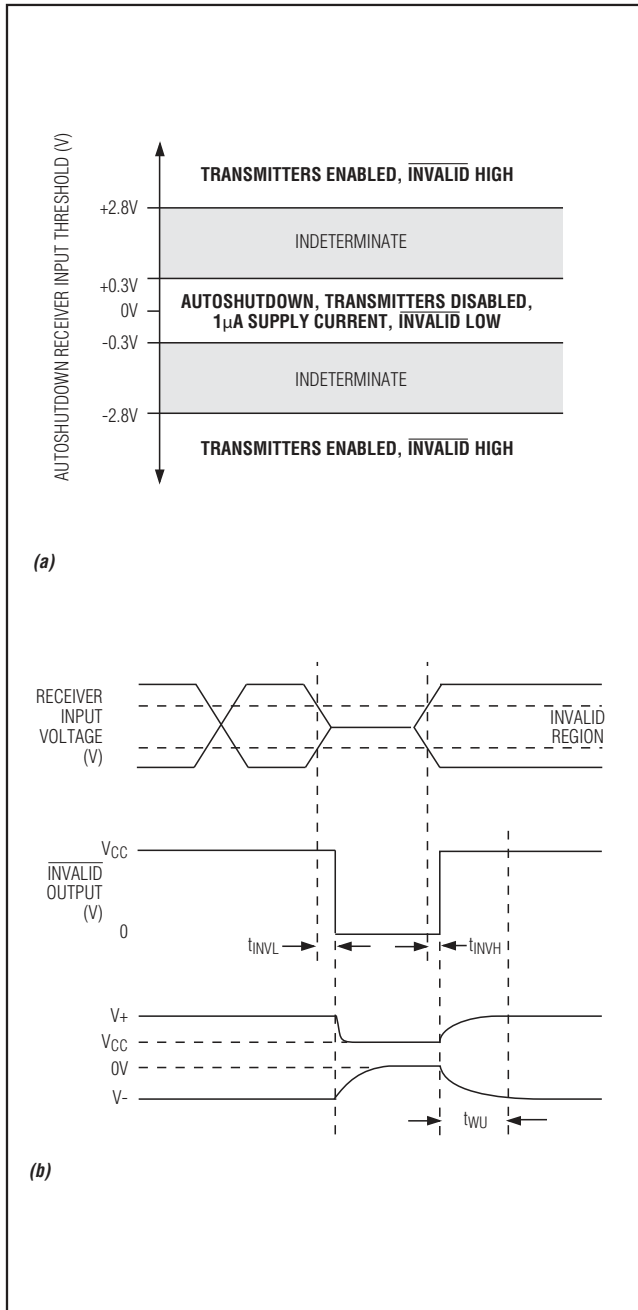 AUTOSHUTDOWN RECEIVER INPUT THRESHOLD (V)
TRANSMITTERS ENABLED, INVALID HIGH
+2.8V
INDETERMINATE
+0.3V
AUTOSHUTDOWN, TRANSMITTERS DISABLED,
0V
1µA SUPPLY CURRENT, INVALID LOW
-0.3V
INDETERMINATE
-2.8V
TRANSMITTERS ENABLED, INVALID HIGH
(a)
RECEIVER
INPUT
VOLTAGE
(V)
INVALID
REGION
VCC
INVALID
OUTPUT
(V)
0
tINVL
tINVH
V+
VCC
0V
V-
tWU
(b)